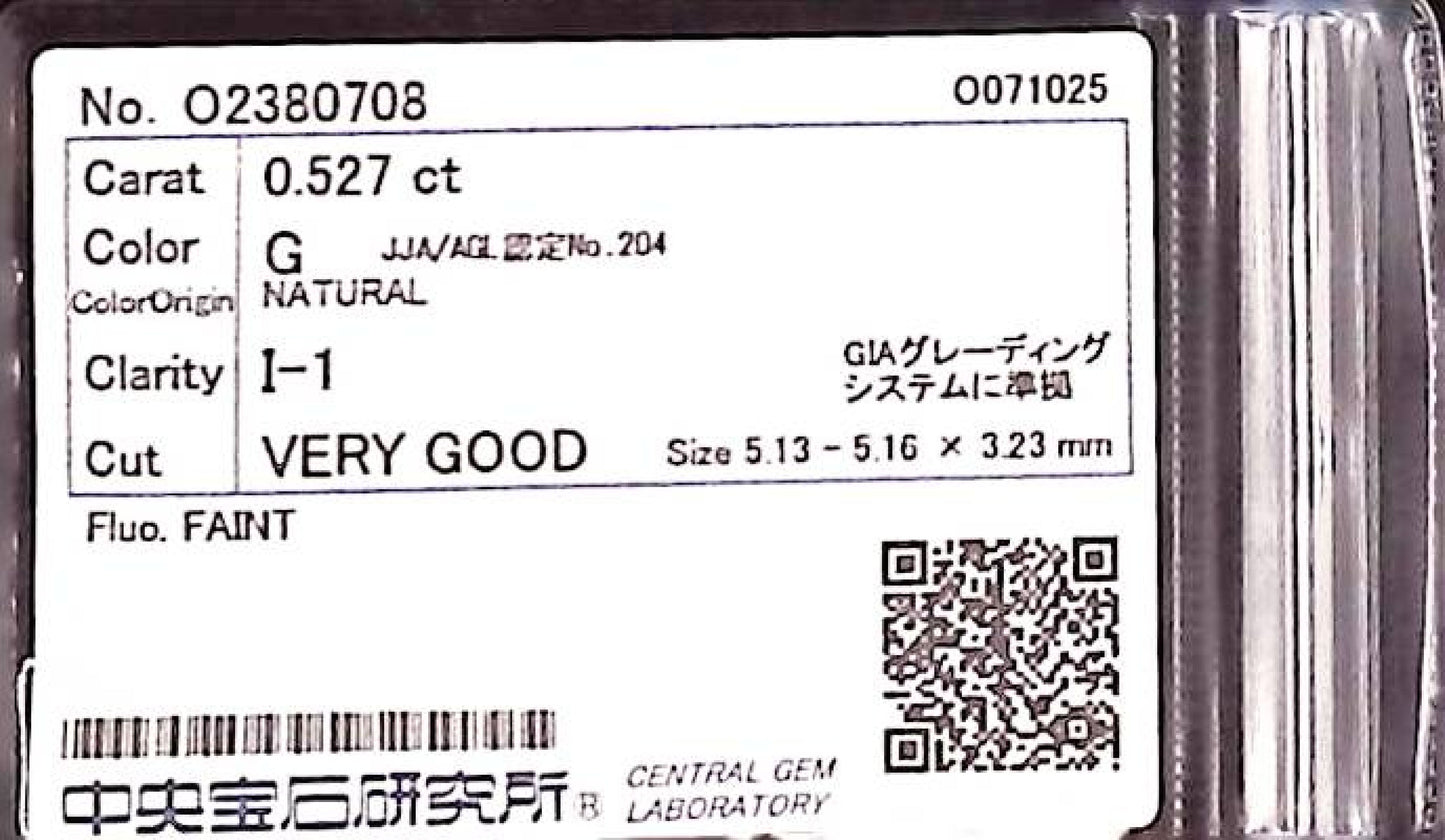 No. O2380708
O071025
Carat 0.527 ct
Color G JJA/AGL認定No.204
ColorOrigin NATURAL
Clarity I-1
GIAグレーディング
システムに準拠
Cut VERY GOOD Size 5.13 - 5.16 × 3.23 mm
Fluo. FAINT
中央宝石研究所 B
CENTRAL GEM
LABORATORY